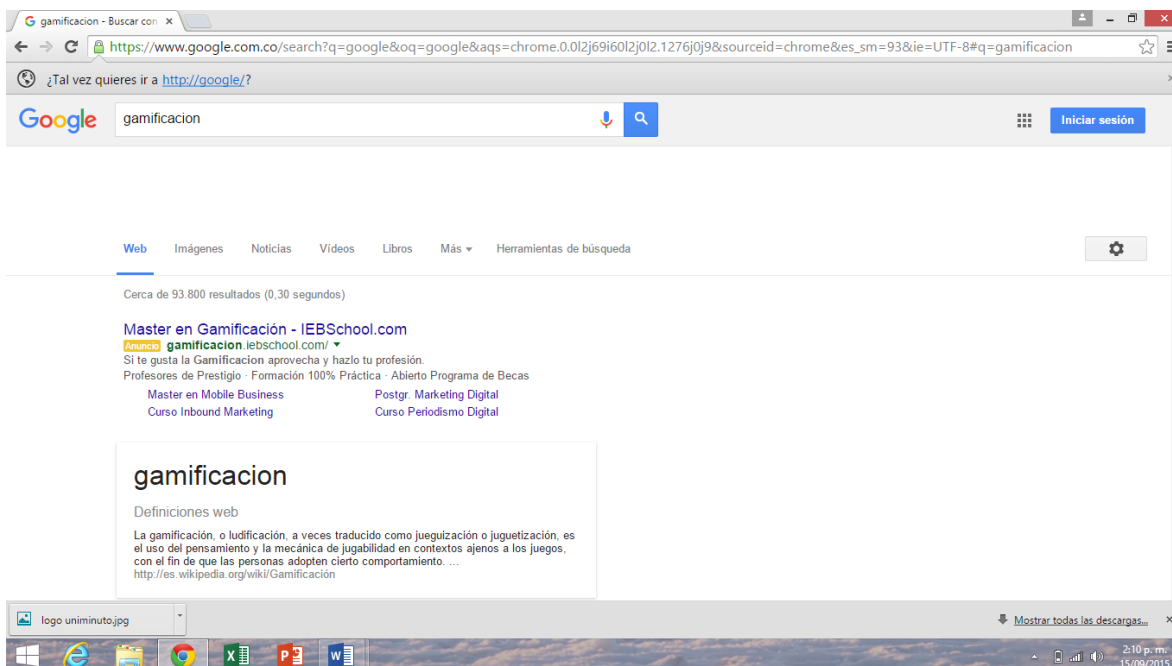 gamificacion - Buscar con
https://www.google.com.co/search?q=google&oq=google&aqs=chrome.0.0l2j69i60l2j0l2.1276j0j9&sourceid=chrome&es_sm=93&ie=UTF-8#q=gamificacion
¿Tal vez quieres ir a http://google/?
Google
gamificacion
Iniciar sesión
Web Imágenes Noticias Vídeos Libros Más Herramientas de búsqueda
Cerca de 93.800 resultados (0,30 segundos)
Master en Gamificación - IEBSchool.com
Anuncio gamificacion.iebschool.com/
Si te gusta la Gamificacion aprovecha y hazlo tu profesión.
Profesores de Prestigio · Formación 100% Práctica · Abierto Programa de Becas
Master en Mobile Business Postgr. Marketing Digital
Curso Inbound Marketing Curso Periodismo Digital
gamificacion
Definiciones web
La gamificación, o ludificación, a veces traducido como jueguización o juguetización, es
el uso del pensamiento y la mecánica de jugabilidad en contextos ajenos a los juegos,
con el fin de que las personas adopten cierto comportamiento. ...
http://es.wikipedia.org/wiki/Gamificación
logo uniminuto.jpg
Mostrar todas las descargas...
2:10 p. m.
15/09/2015